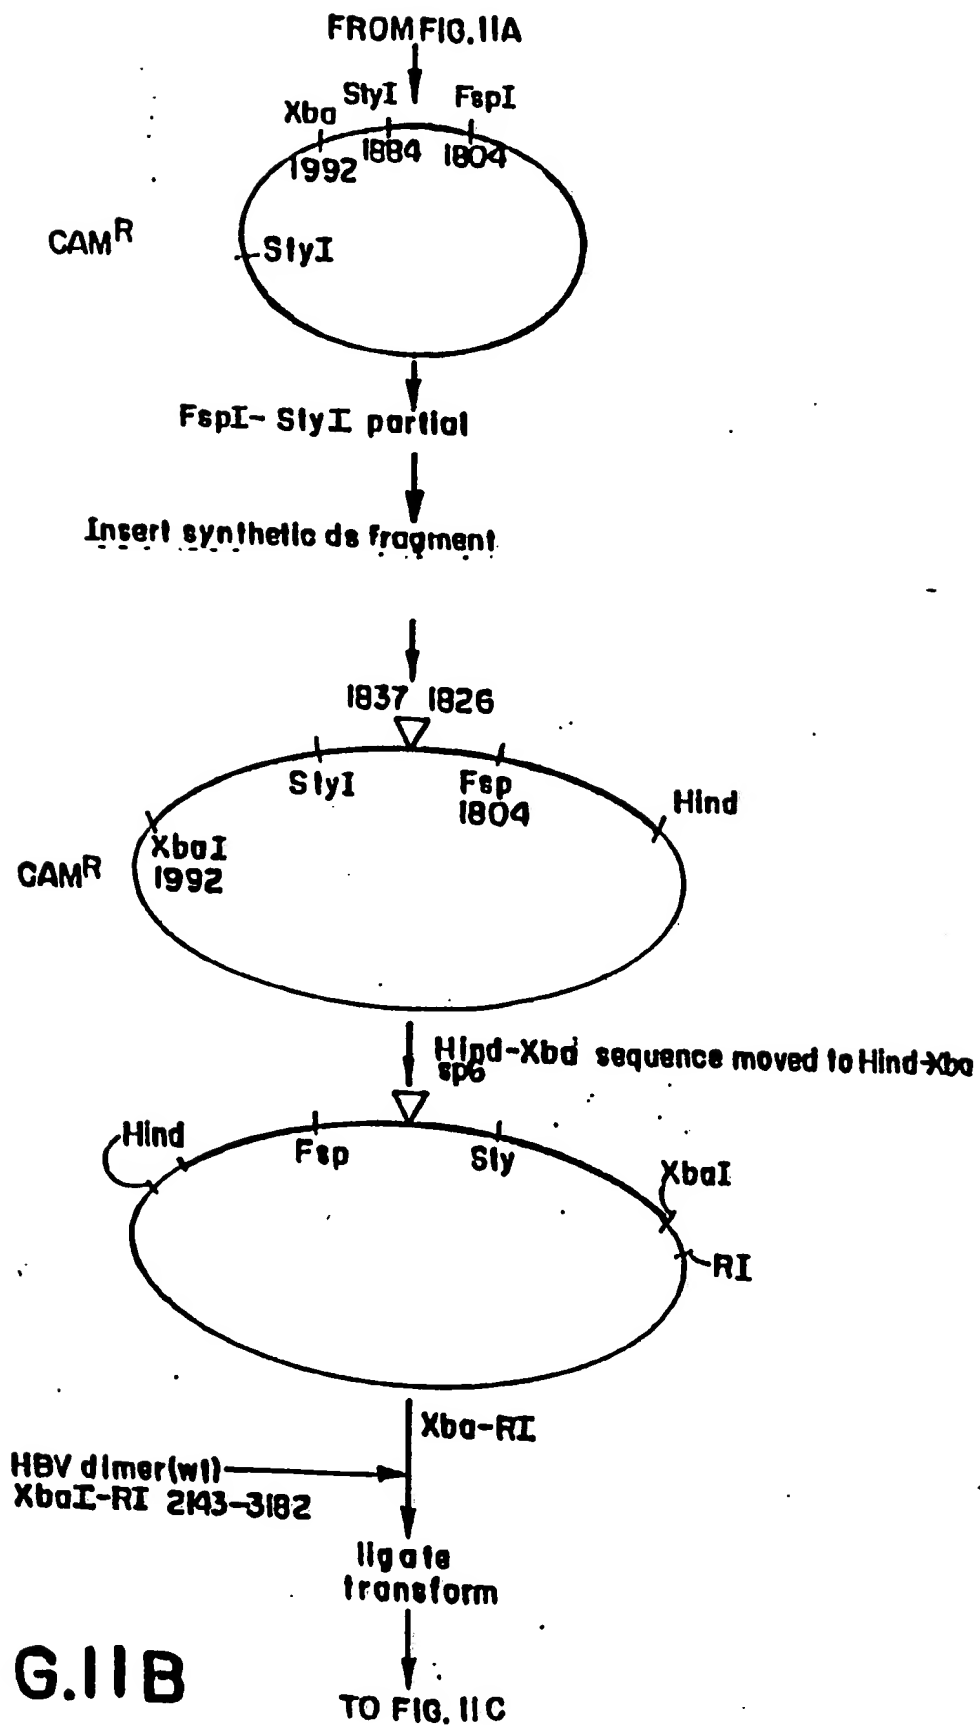 FROM FIG. 11A
Xba StyI FspI
1992 1884 1804
CAMR
StyI
FspI-StyI partial
Insert synthetic ds fragment
1837 1826
StyI
Fsp
1804
Hind
XbaI
1992
CAMR
Hind-Xba sequence moved to Hind-Xba
sp6
Hind
Fsp
Sty
XbaI
RI
Xba-RI
HBV dimer(wt)
XbaI-RI 2143-3182
ligate
transform
G.11B
TO FIG. 11C